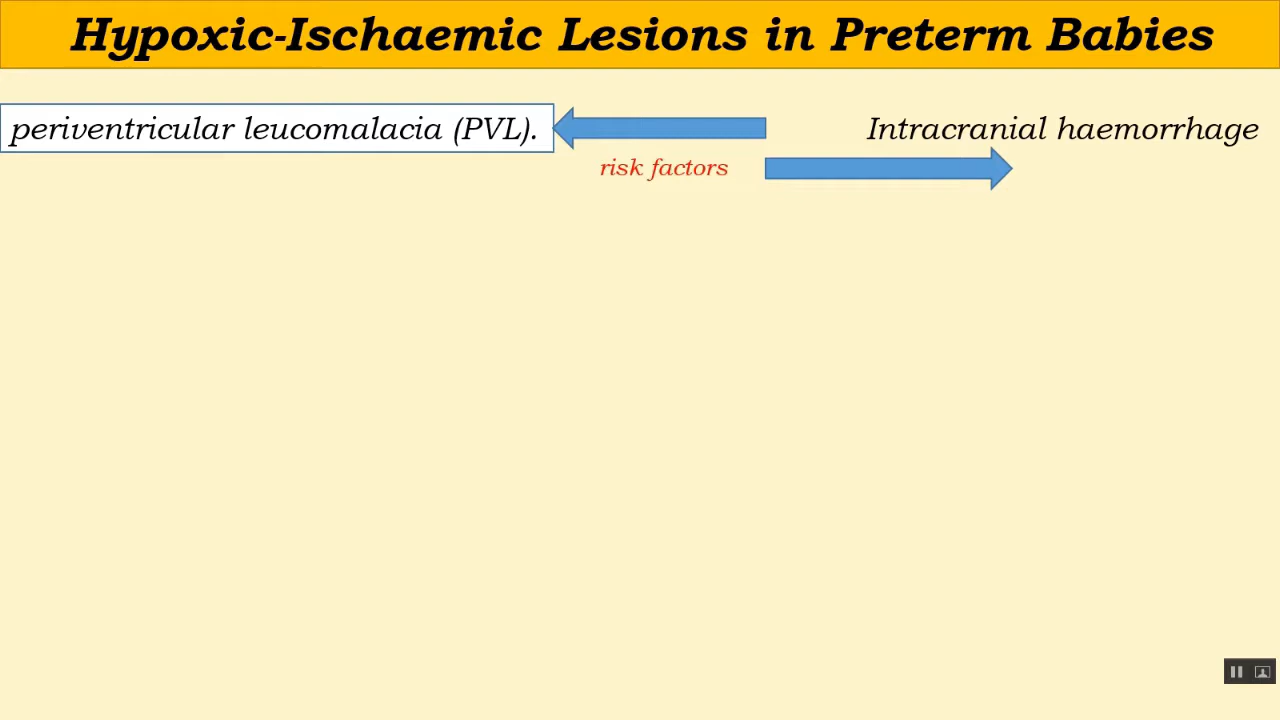 Hypoxic-Ischaemic Lesions in Preterm Babies
periventricular leucomalacia (PVL).
Intracranial haemorrhage
risk factors